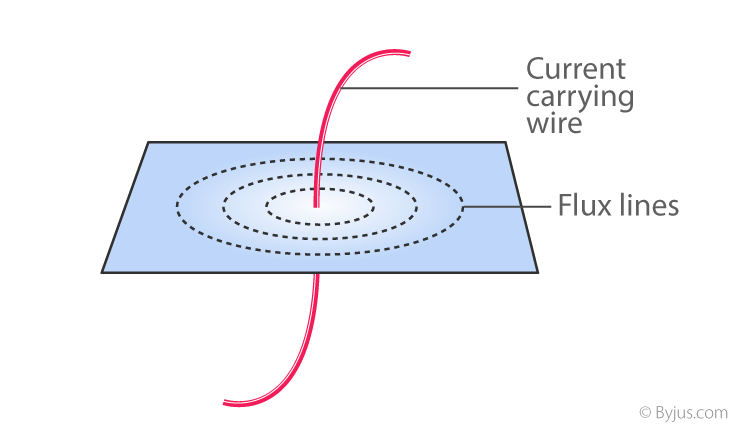 Current
carrying
wire
Flux lines
© Byjus.com